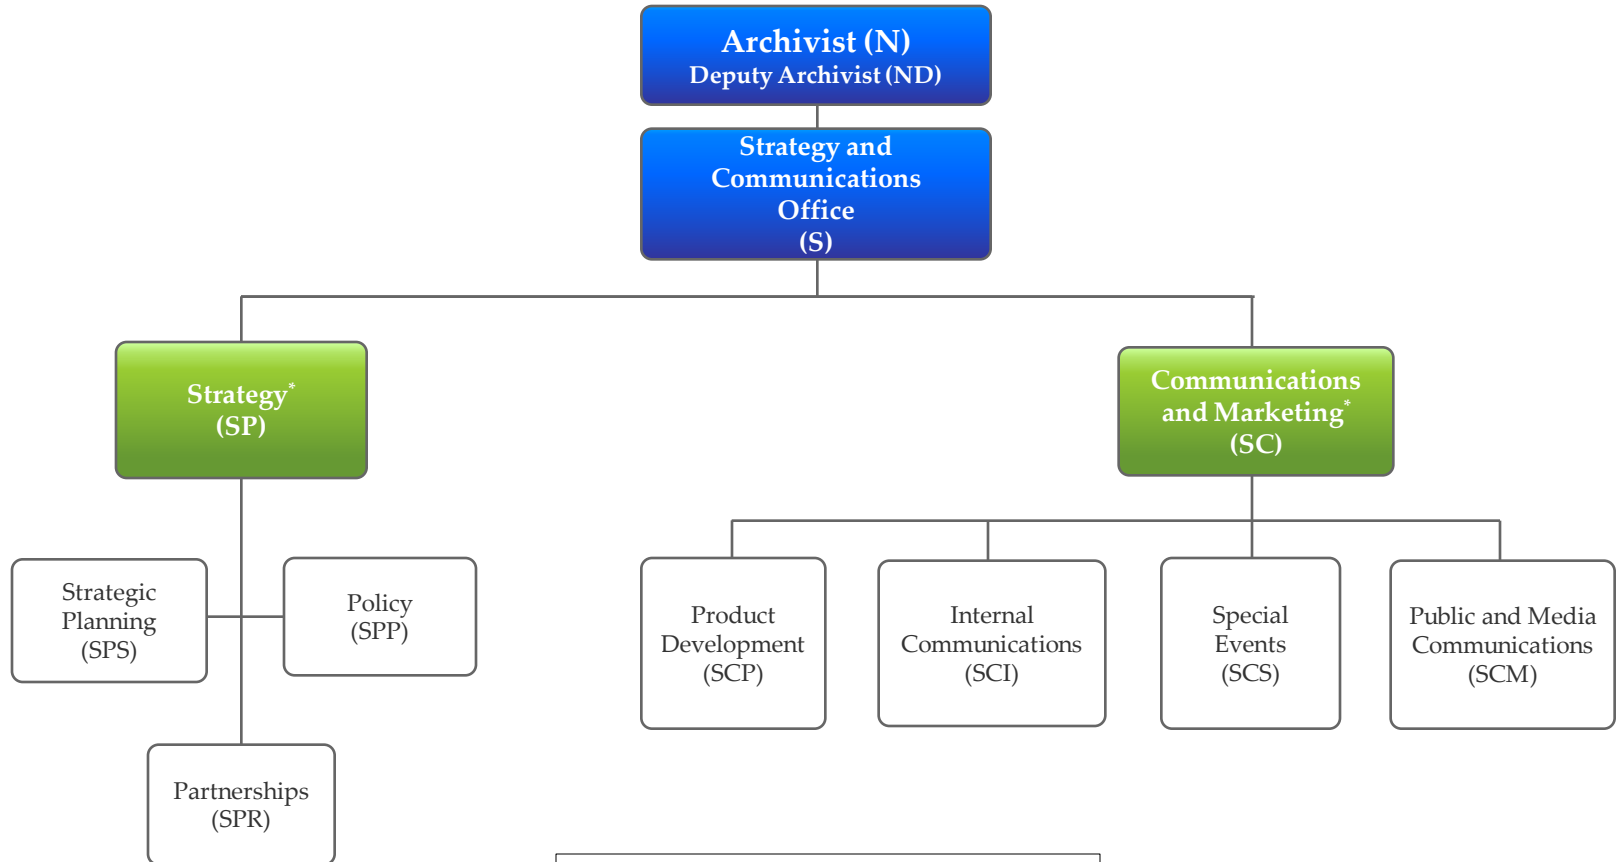 Archivist (N)
Deputy Archivist (ND)
Strategy and
Communications
Office
(S)
Strategy*
(SP)
Communications
and Marketing*
(SC)
Strategic
Planning
(SPS)
Policy
(SPP)
Partnerships
(SPR)
Product
Development
(SCP)
Internal
Communications
(SCI)
Special
Events
(SCS)
Public and Media
Communications
(SCM)